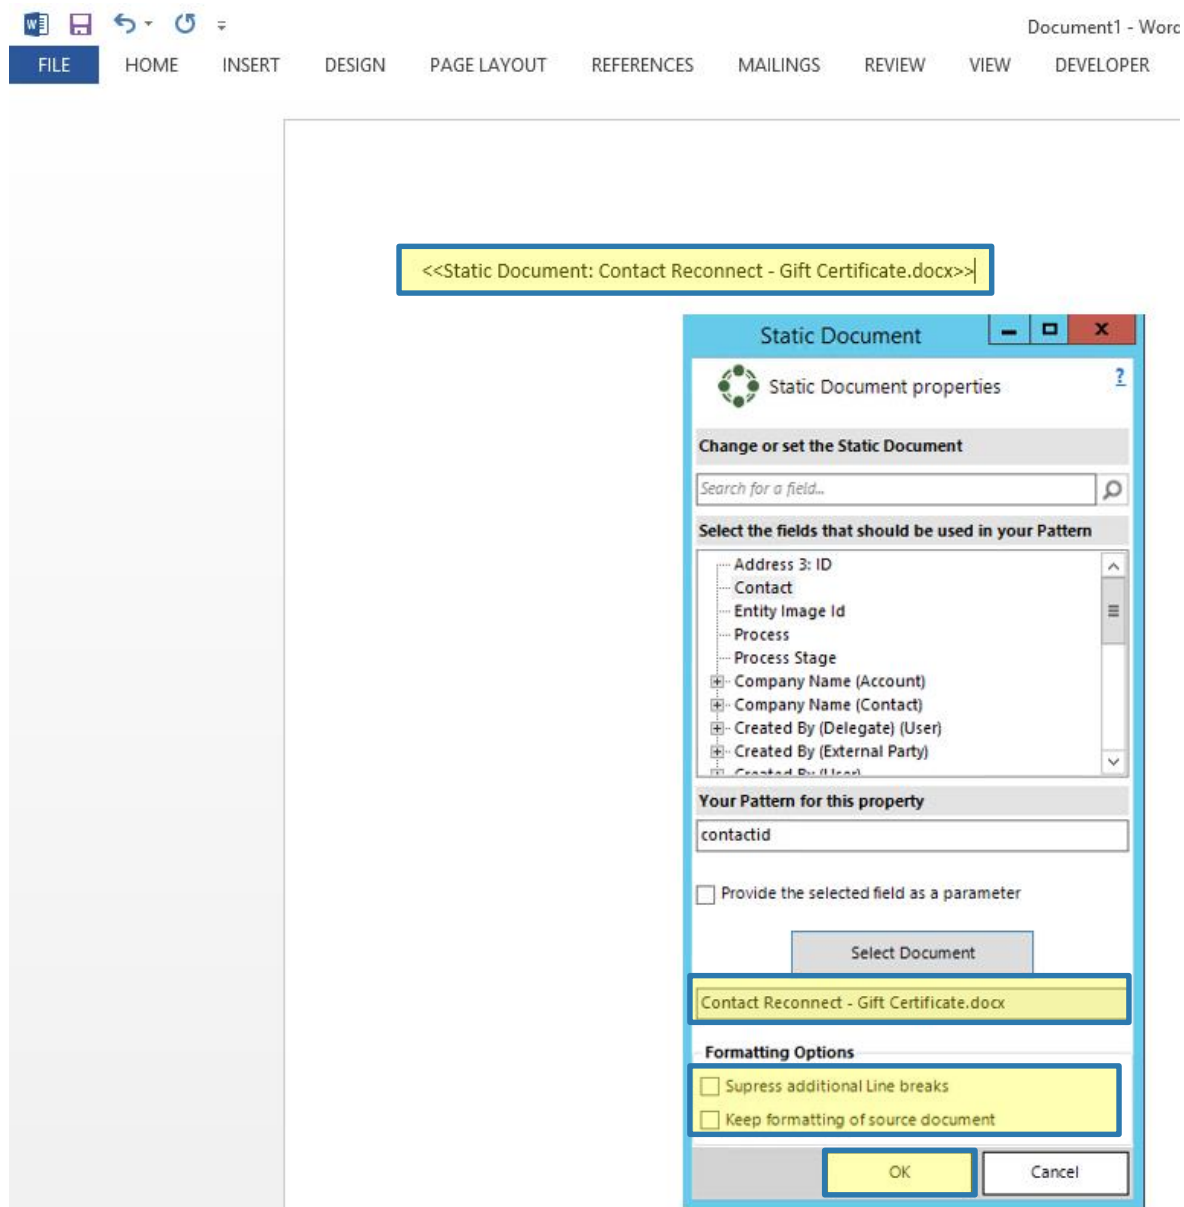 Document1 - Word
FILE HOME INSERT DESIGN PAGE LAYOUT REFERENCES MAILINGS REVIEW VIEW DEVELOPER
<<Static Document: Contact Reconnect - Gift Certificate.docx>>
Static Document
Static Document properties
?
Change or set the Static Document
Search for a field...
Select the fields that should be used in your Pattern
Address 3: ID
Contact
Entity Image Id
Process
Process Stage
Company Name (Account)
Company Name (Contact)
Created By (Delegate) (User)
Created By (External Party)
Created By (User)
Your Pattern for this property
contactid
Provide the selected field as a parameter
Select Document
Contact Reconnect - Gift Certificate.docx
Formatting Options
Supress additional Line breaks
Keep formatting of source document
OK Cancel